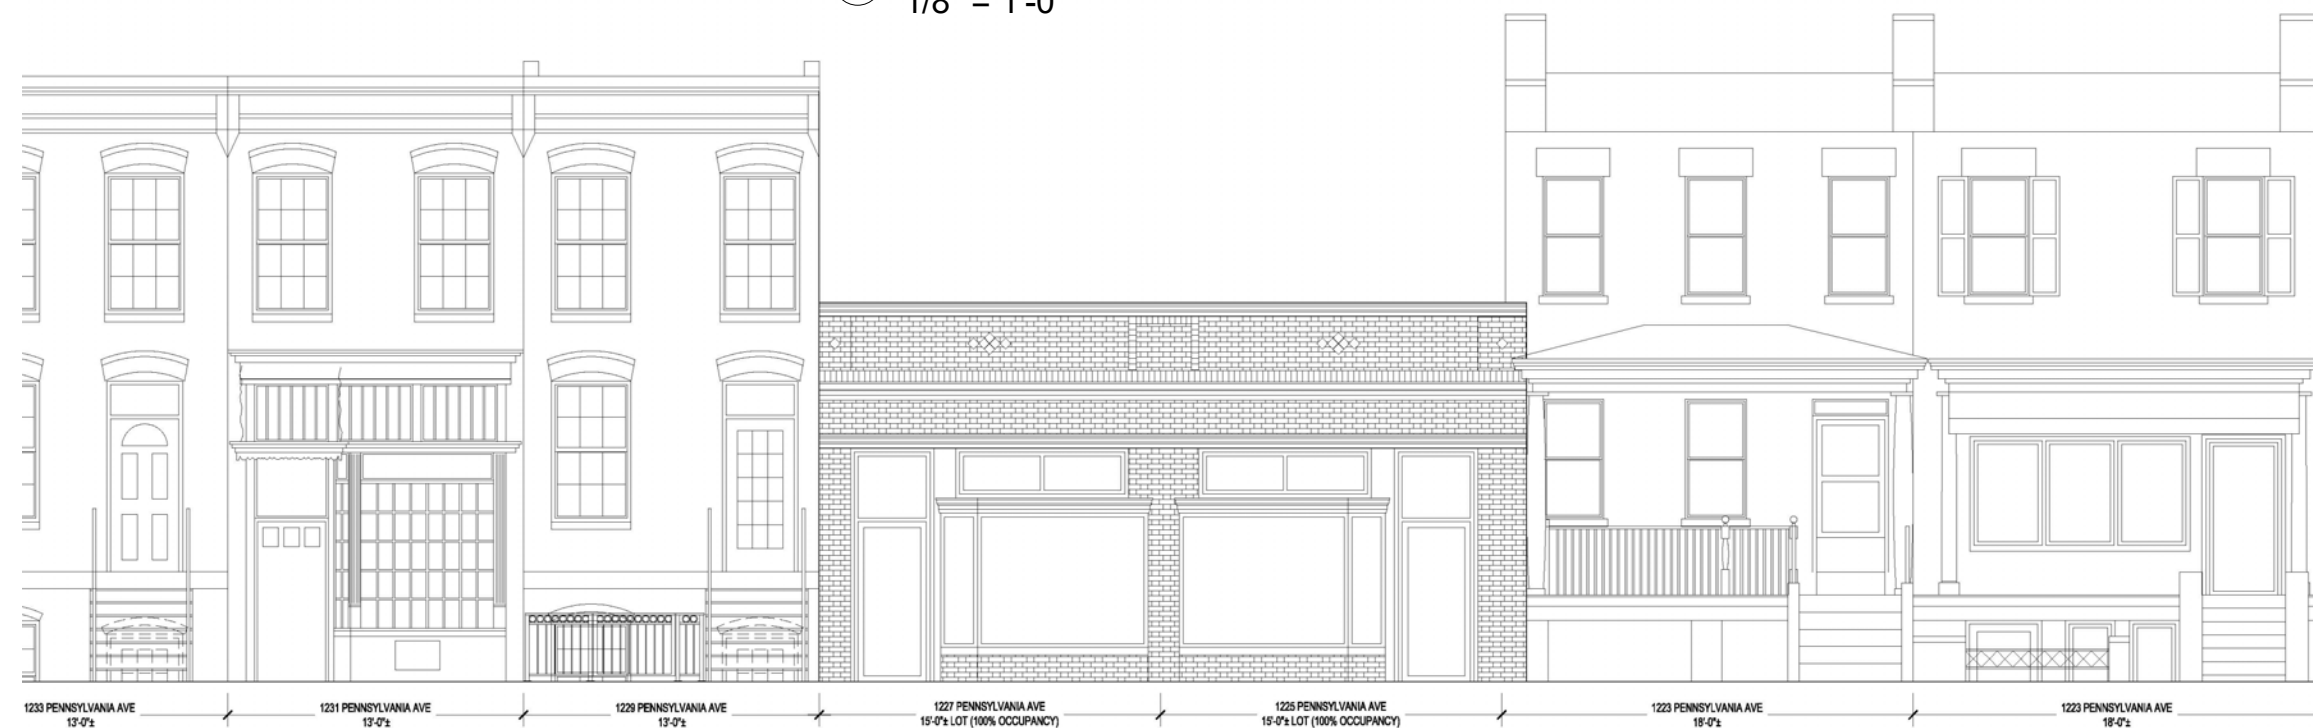 1/8" = 1'-0"
1233 PENNSYLVANIA AVE
13'-0"±
1231 PENNSYLVANIA AVE
13'-0"±
1229 PENNSYLVANIA AVE
13'-0"±
1227 PENNSYLVANIA AVE
15'-0"± LOT (100% OCCUPANCY)
1225 PENNSYLVANIA AVE
15'-0"± LOT (100% OCCUPANCY)
1223 PENNSYLVANIA AVE
18'-0"±
1223 PENNSYLVANIA AVE
18'-0"±